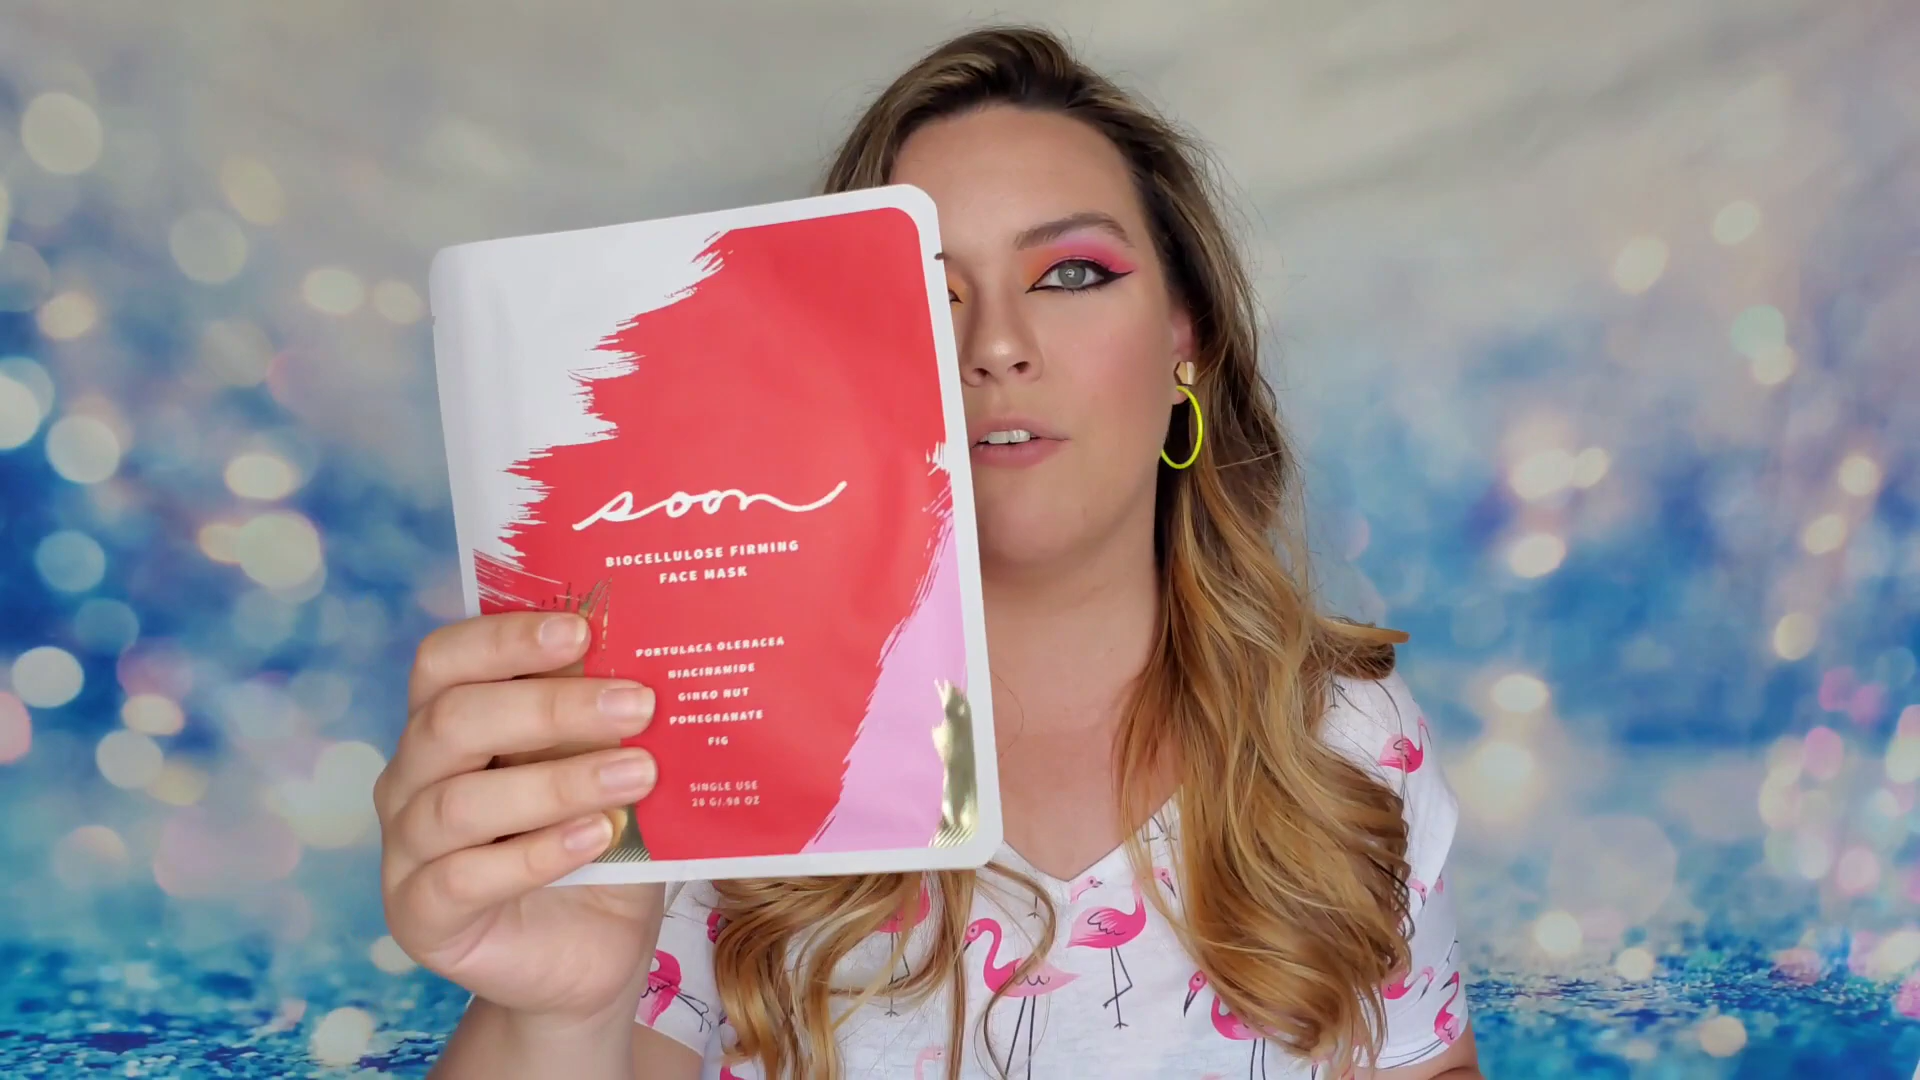 soon
BIOCELLULOSE FIRMING
FACE MASK
PORTULACA OLERACEA
NIACINAMIDE
GINKO NUT
POMEGRANATE
FIG
SINGLE USE
28 G/.98 OZ